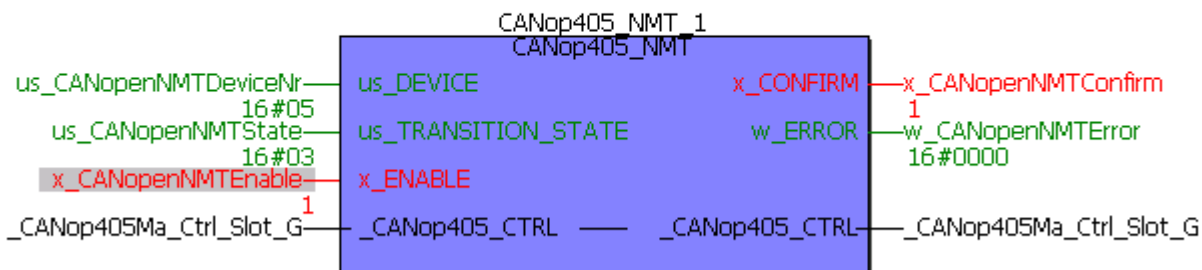 CANop405_NMT_1
CANop405_NMT
us_CANopenNMTDeviceNr us_DEVICE x_CONFIRM x_CANopenNMTConfirm
16#05 1
us_CANopenNMTState us_TRANSITION_STATE w_ERROR w_CANopenNMTError
16#03 16#0000
x_CANopenNMTEnable x_ENABLE
1
_CANop405Ma_Ctrl_Slot_G _CANop405_CTRL _CANop405_CTRL _CANop405Ma_Ctrl_Slot_G